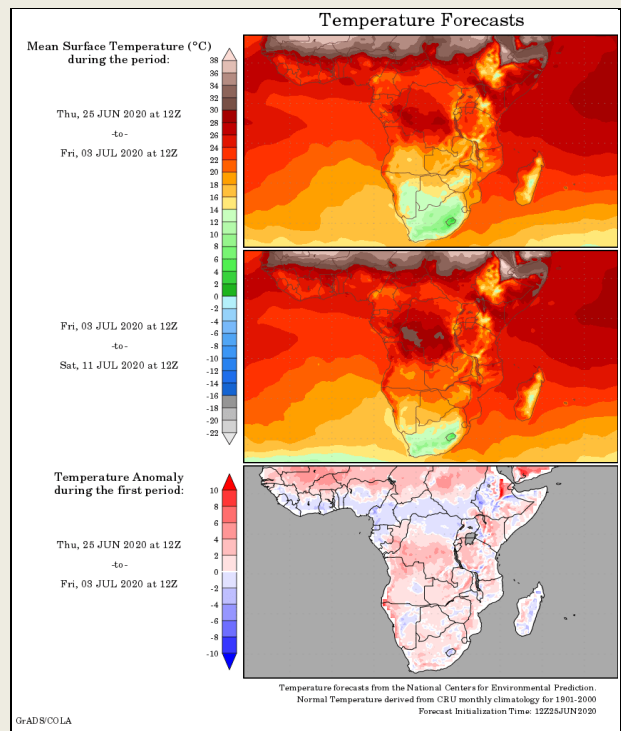 Temperature Forecasts
Mean Surface Temperature (°C)
during the period:
Thu, 25 JUN 2020 at 12Z
-to-
Fri, 03 JUL 2020 at 12Z
38
36
34
32
30
28
26
24
22
20
18
16
14
12
10
8
6
4
2
0
-2
-4
-6
-8
-10
-12
-14
-16
-18
-20
-22
Fri, 03 JUL 2020 at 12Z
-to-
Sat, 11 JUL 2020 at 12Z
Temperature Anomaly
during the first period:
Thu, 25 JUN 2020 at 12Z
-to-
Fri, 03 JUL 2020 at 12Z
10
8
6
4
2
0
-2
-4
-6
-8
-10
Temperature forecasts from the National Centers for Environmental Prediction.
Normal Temperature derived from CRU monthly climatology for 1901-2000
Forecast Initialization Time: 12Z25JUN2020
GrADS/COLA